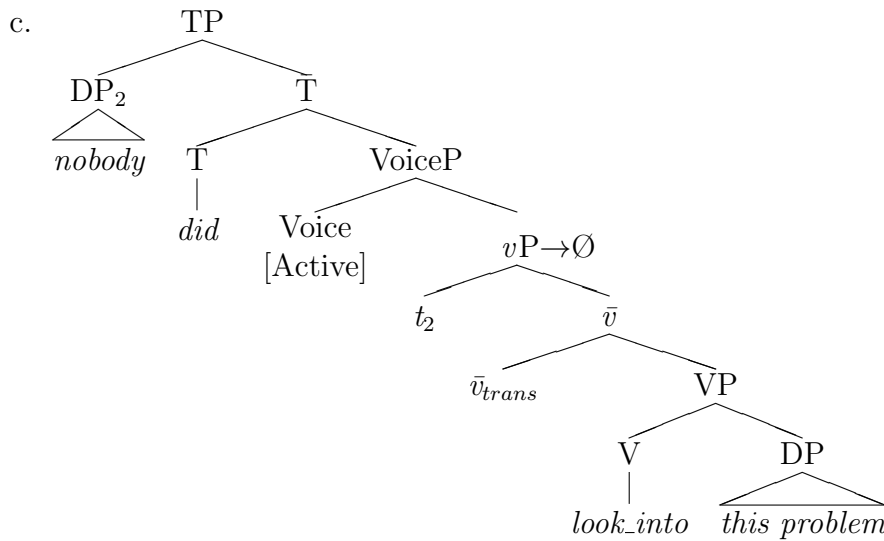 c.
TP
DP₂ T̄
nobody T VoiceP
did Voice
[Active] vP→Ø
t₂ v̄
v̄trans VP
V DP
look_into this problem